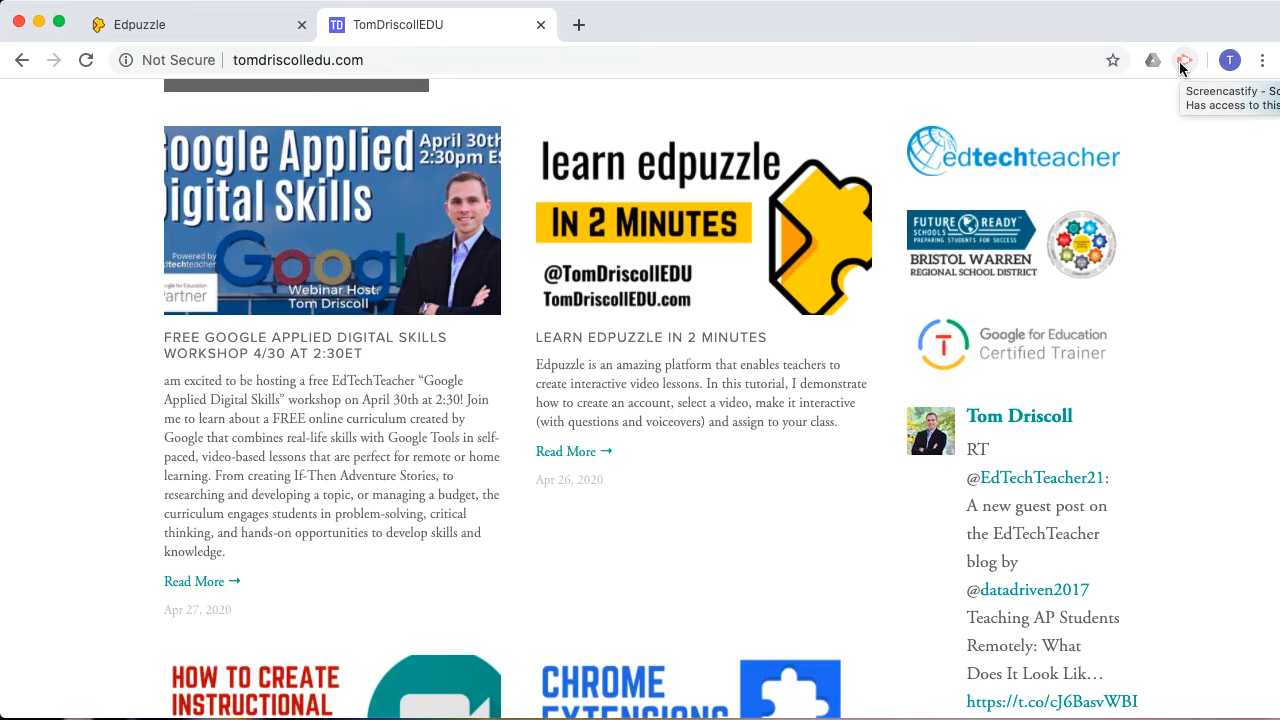 Edpuzzle
TD TomDriscollEDU
Not Secure
tomdriscolledu.com
T
Screencastify - Sc
Has access to this
oogle Applied
April 30th
2:30pm ES
igital Skills
Powered by
edtechteacher
Googl
gle for Education
artner
Webinar Host:
Tom Driscoll
FREE GOOGLE APPLIED DIGITAL SKILLS
WORKSHOP 4/30 AT 2:30ET
am excited to be hosting a free EdTechTeacher “Google
Applied Digital Skills” workshop on April 30th at 2:30! Join
me to learn about a FREE online curriculum created by
Google that combines real-life skills with Google Tools in self-
paced, video-based lessons that are perfect for remote or home
learning. From creating If-Then Adventure Stories, to
researching and developing a topic, or managing a budget, the
curriculum engages students in problem-solving, critical
thinking, and hands-on opportunities to develop skills and
knowledge.
Read More →
Apr 27, 2020
HOW TO CREATE
INSTRUCTIONAL
learn edpuzzle
IN 2 MINUTES
@TomDriscollEDU
TomDriscollEDU.com
LEARN EDPUZZLE IN 2 MINUTES
Edpuzzle is an amazing platform that enables teachers to
create interactive video lessons. In this tutorial, I demonstrate
how to create an account, select a video, make it interactive
(with questions and voiceovers) and assign to your class.
Read More →
Apr 26, 2020
CHROME
EXTENSIONS
edtechteacher
FUTURE READY
SCHOOLS
PREPARING STUDENTS FOR SUCCESS
BRISTOL WARREN
REGIONAL SCHOOL DISTRICT
T
Google for Education
Certified Trainer
Tom Driscoll
RT
@EdTechTeacher21:
A new guest post on
the EdTechTeacher
blog by
@datadriven2017
Teaching AP Students
Remotely: What
Does It Look Lik…
https://t.co/cJ6BasvWBI